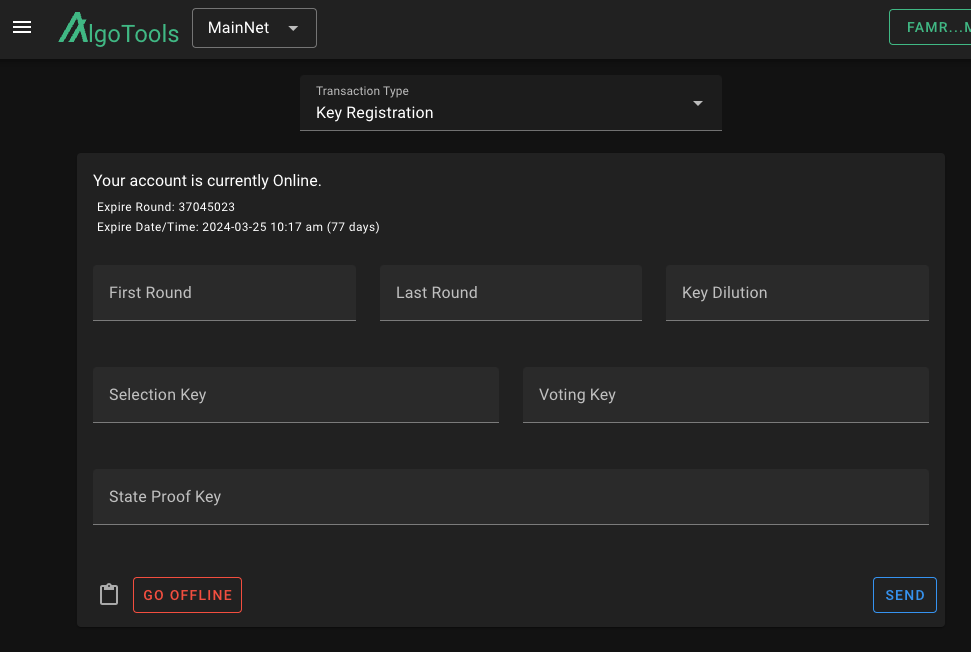 AlgoTools
MainNet
FAMR...M
Transaction Type
Key Registration
Your account is currently Online.
Expire Round: 37045023
Expire Date/Time: 2024-03-25 10:17 am (77 days)
First Round
Last Round
Key Dilution
Selection Key
Voting Key
State Proof Key
GO OFFLINE
SEND